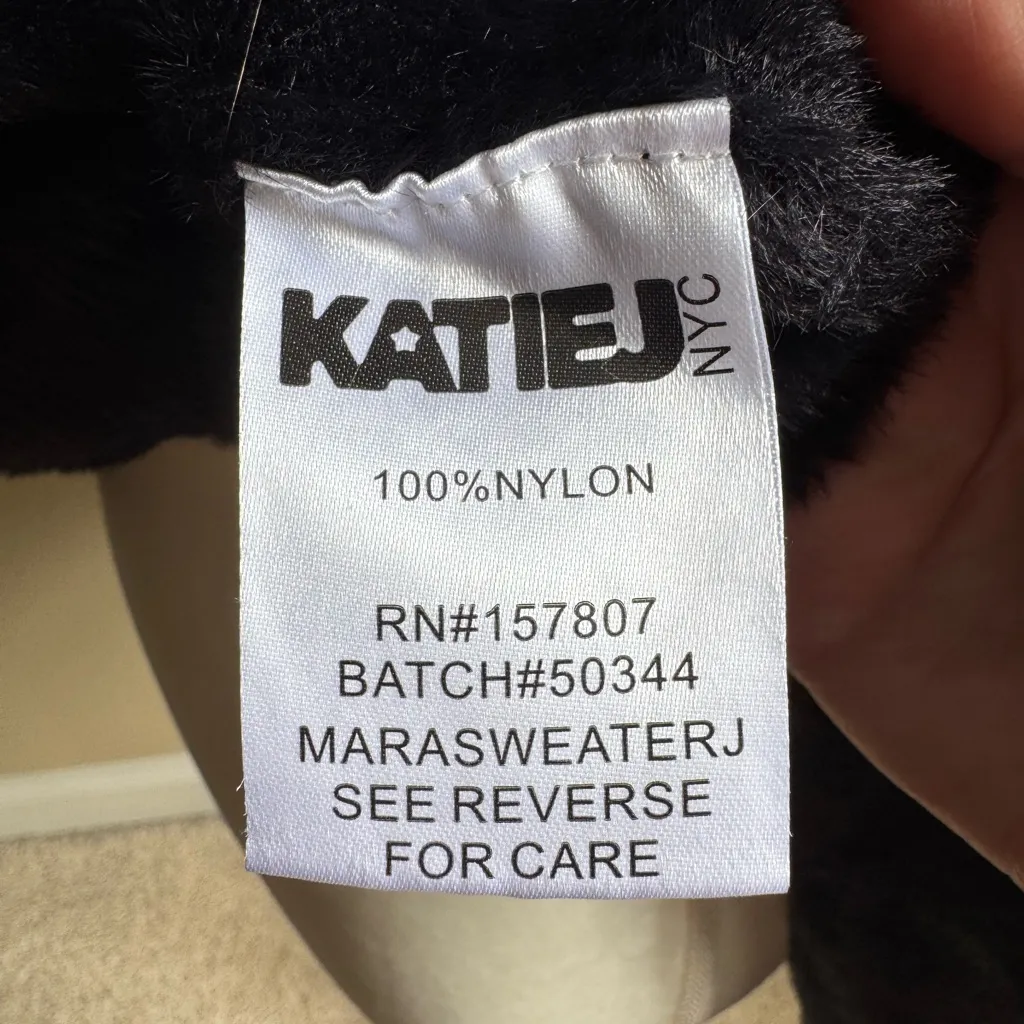 KATIEJ NYC
100%NYLON
RN#157807
BATCH#50344
MARASWEATERJ
SEE REVERSE
FOR CARE